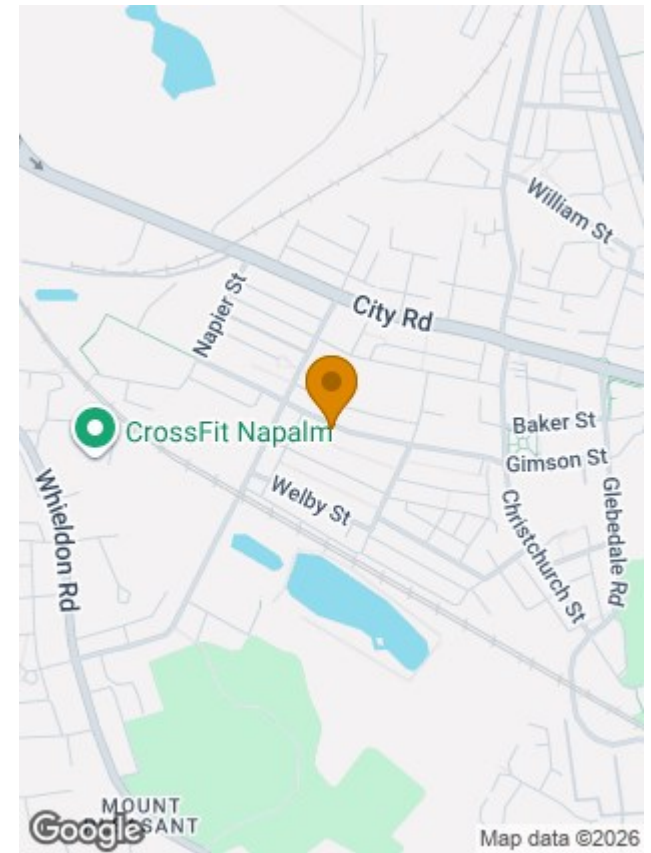 William St
City Rd
Napier St
CrossFit Napalm
Baker St
Gimson St
Welby St
Whieldon Rd
Christchurch St
Glebedale Rd
MOUNT
Google
Map data ©2026